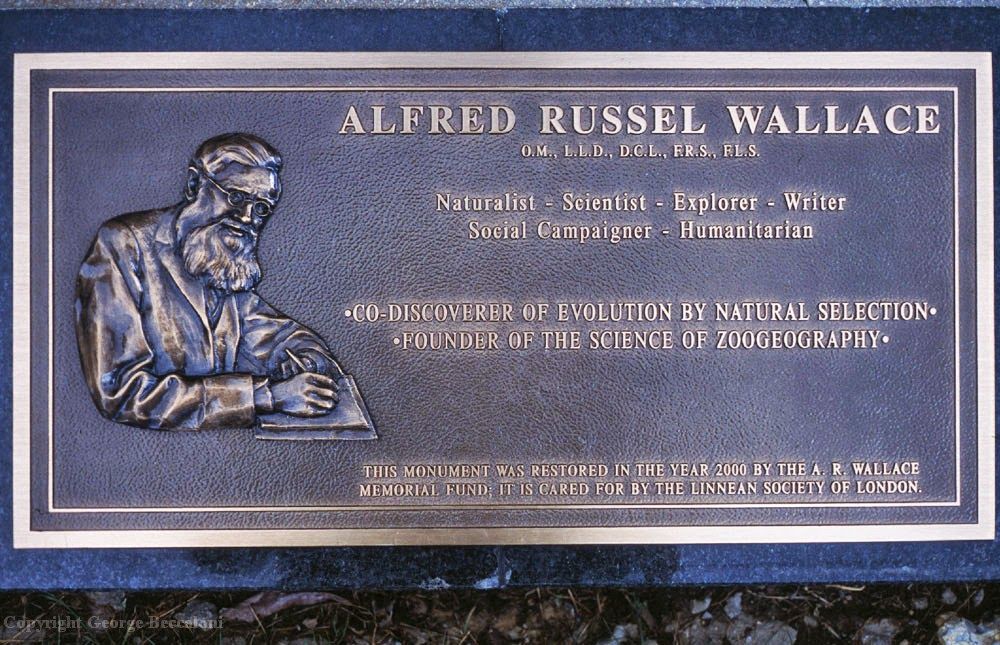 ALFRED RUSSEL WALLACE
O.M., L.L.D., D.C.L., F.R.S., F.L.S.
Naturalist - Scientist - Explorer - Writer
Social Campaigner - Humanitarian
•CO-DISCOVERER OF EVOLUTION BY NATURAL SELECTION•
•FOUNDER OF THE SCIENCE OF ZOOGEOGRAPHY•
THIS MONUMENT WAS RESTORED IN THE YEAR 2000 BY THE A. R. WALLACE
MEMORIAL FUND; IT IS CARED FOR BY THE LINNEAN SOCIETY OF LONDON.
Copyright George Beccaloni